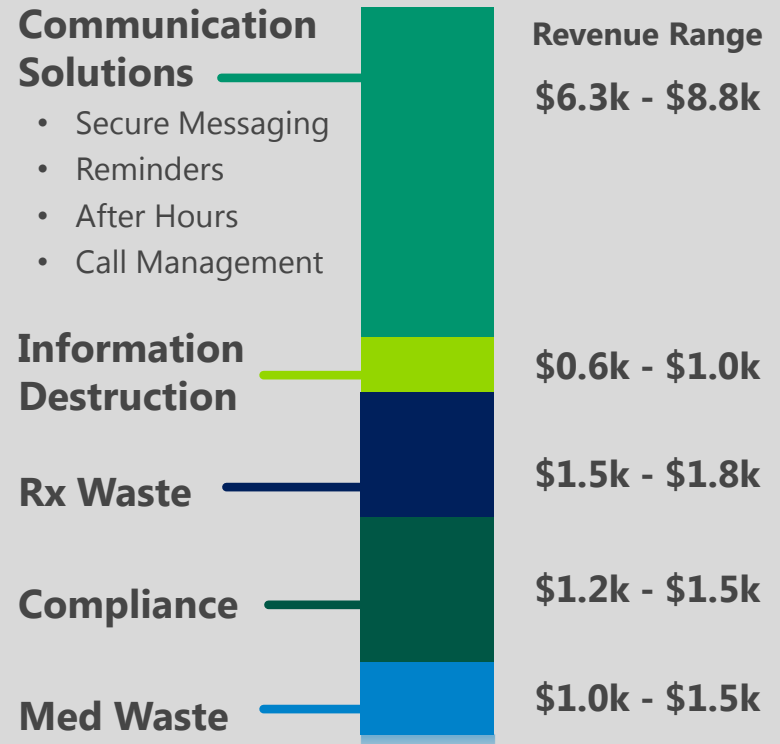 Communication
Solutions
• Secure Messaging
• Reminders
• After Hours
• Call Management
Revenue Range
$6.3k - $8.8k
Information
Destruction
$0.6k - $1.0k
Rx Waste
$1.5k - $1.8k
Compliance
$1.2k - $1.5k
Med Waste
$1.0k - $1.5k